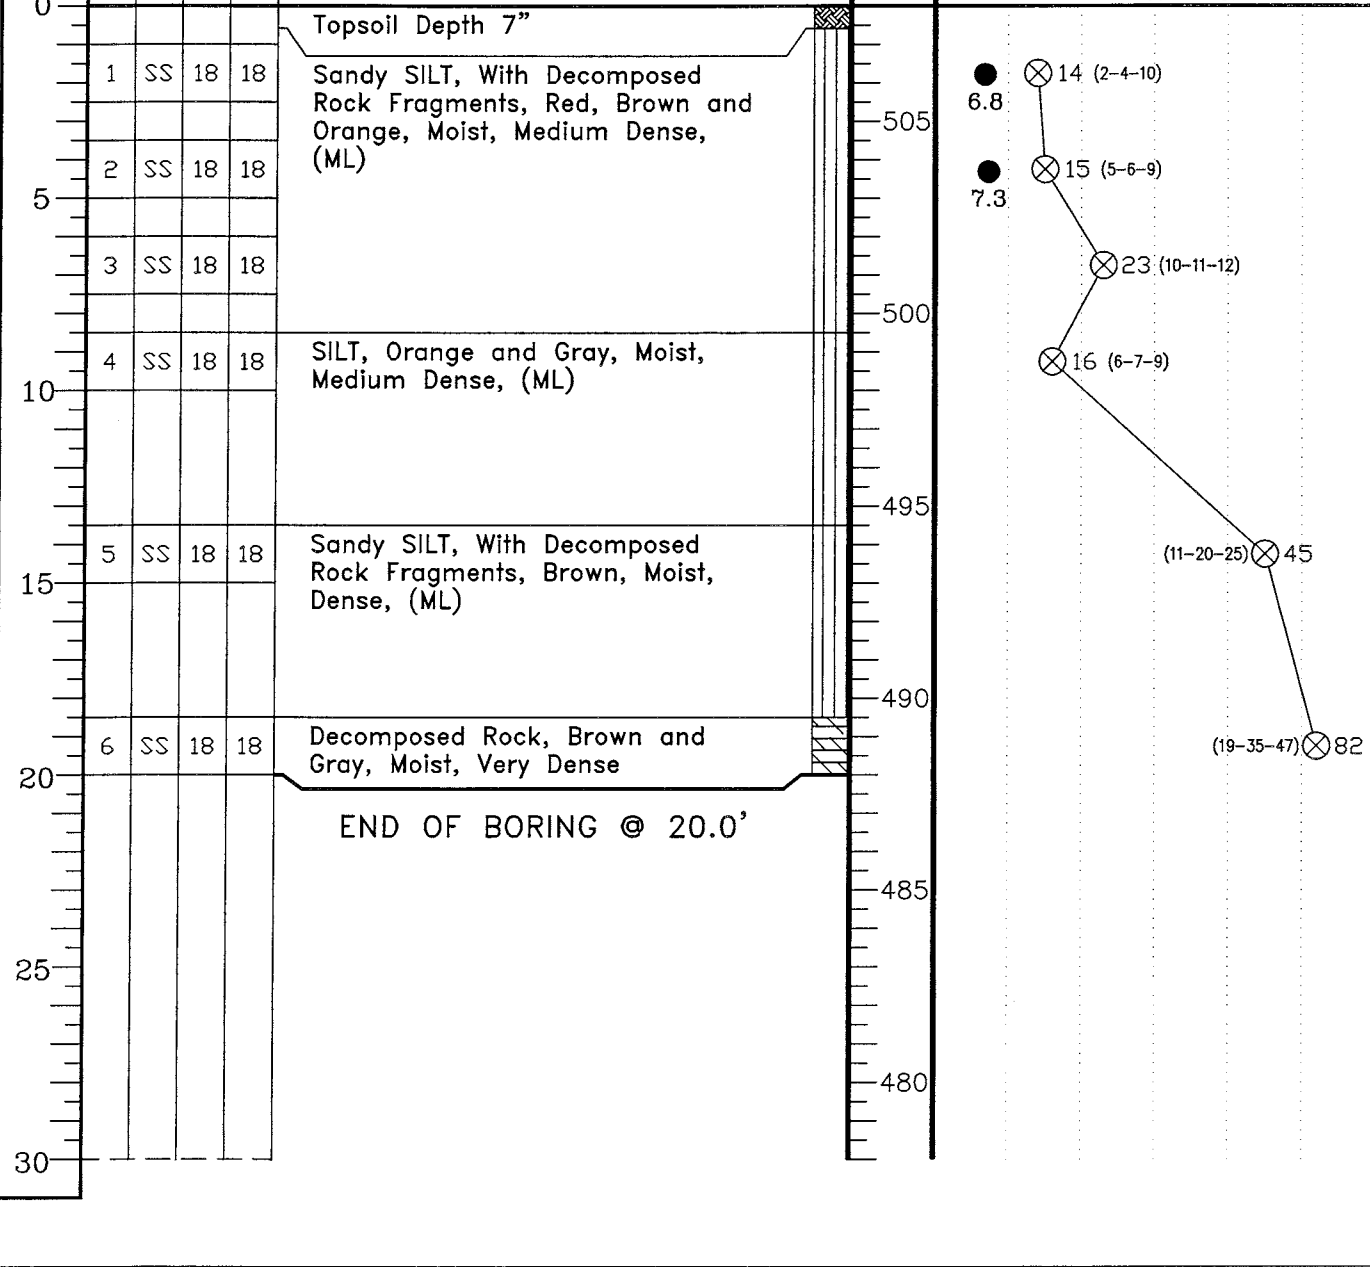 0
Topsoil Depth 7”
1 SS 18 18
Sandy SILT, With Decomposed
Rock Fragments, Red, Brown and
Orange, Moist, Medium Dense,
(ML)
14 (2-4-10)
6.8
505
2 SS 18 18
15 (5-6-9)
7.3
5
3 SS 18 18
23 (10-11-12)
500
4 SS 18 18
SILT, Orange and Gray, Moist,
Medium Dense, (ML)
16 (6-7-9)
10
495
5 SS 18 18
Sandy SILT, With Decomposed
Rock Fragments, Brown, Moist,
Dense, (ML)
(11-20-25) 45
15
490
6 SS 18 18
Decomposed Rock, Brown and
Gray, Moist, Very Dense
(19-35-47) 82
20
END OF BORING @ 20.0’
485
25
480
30